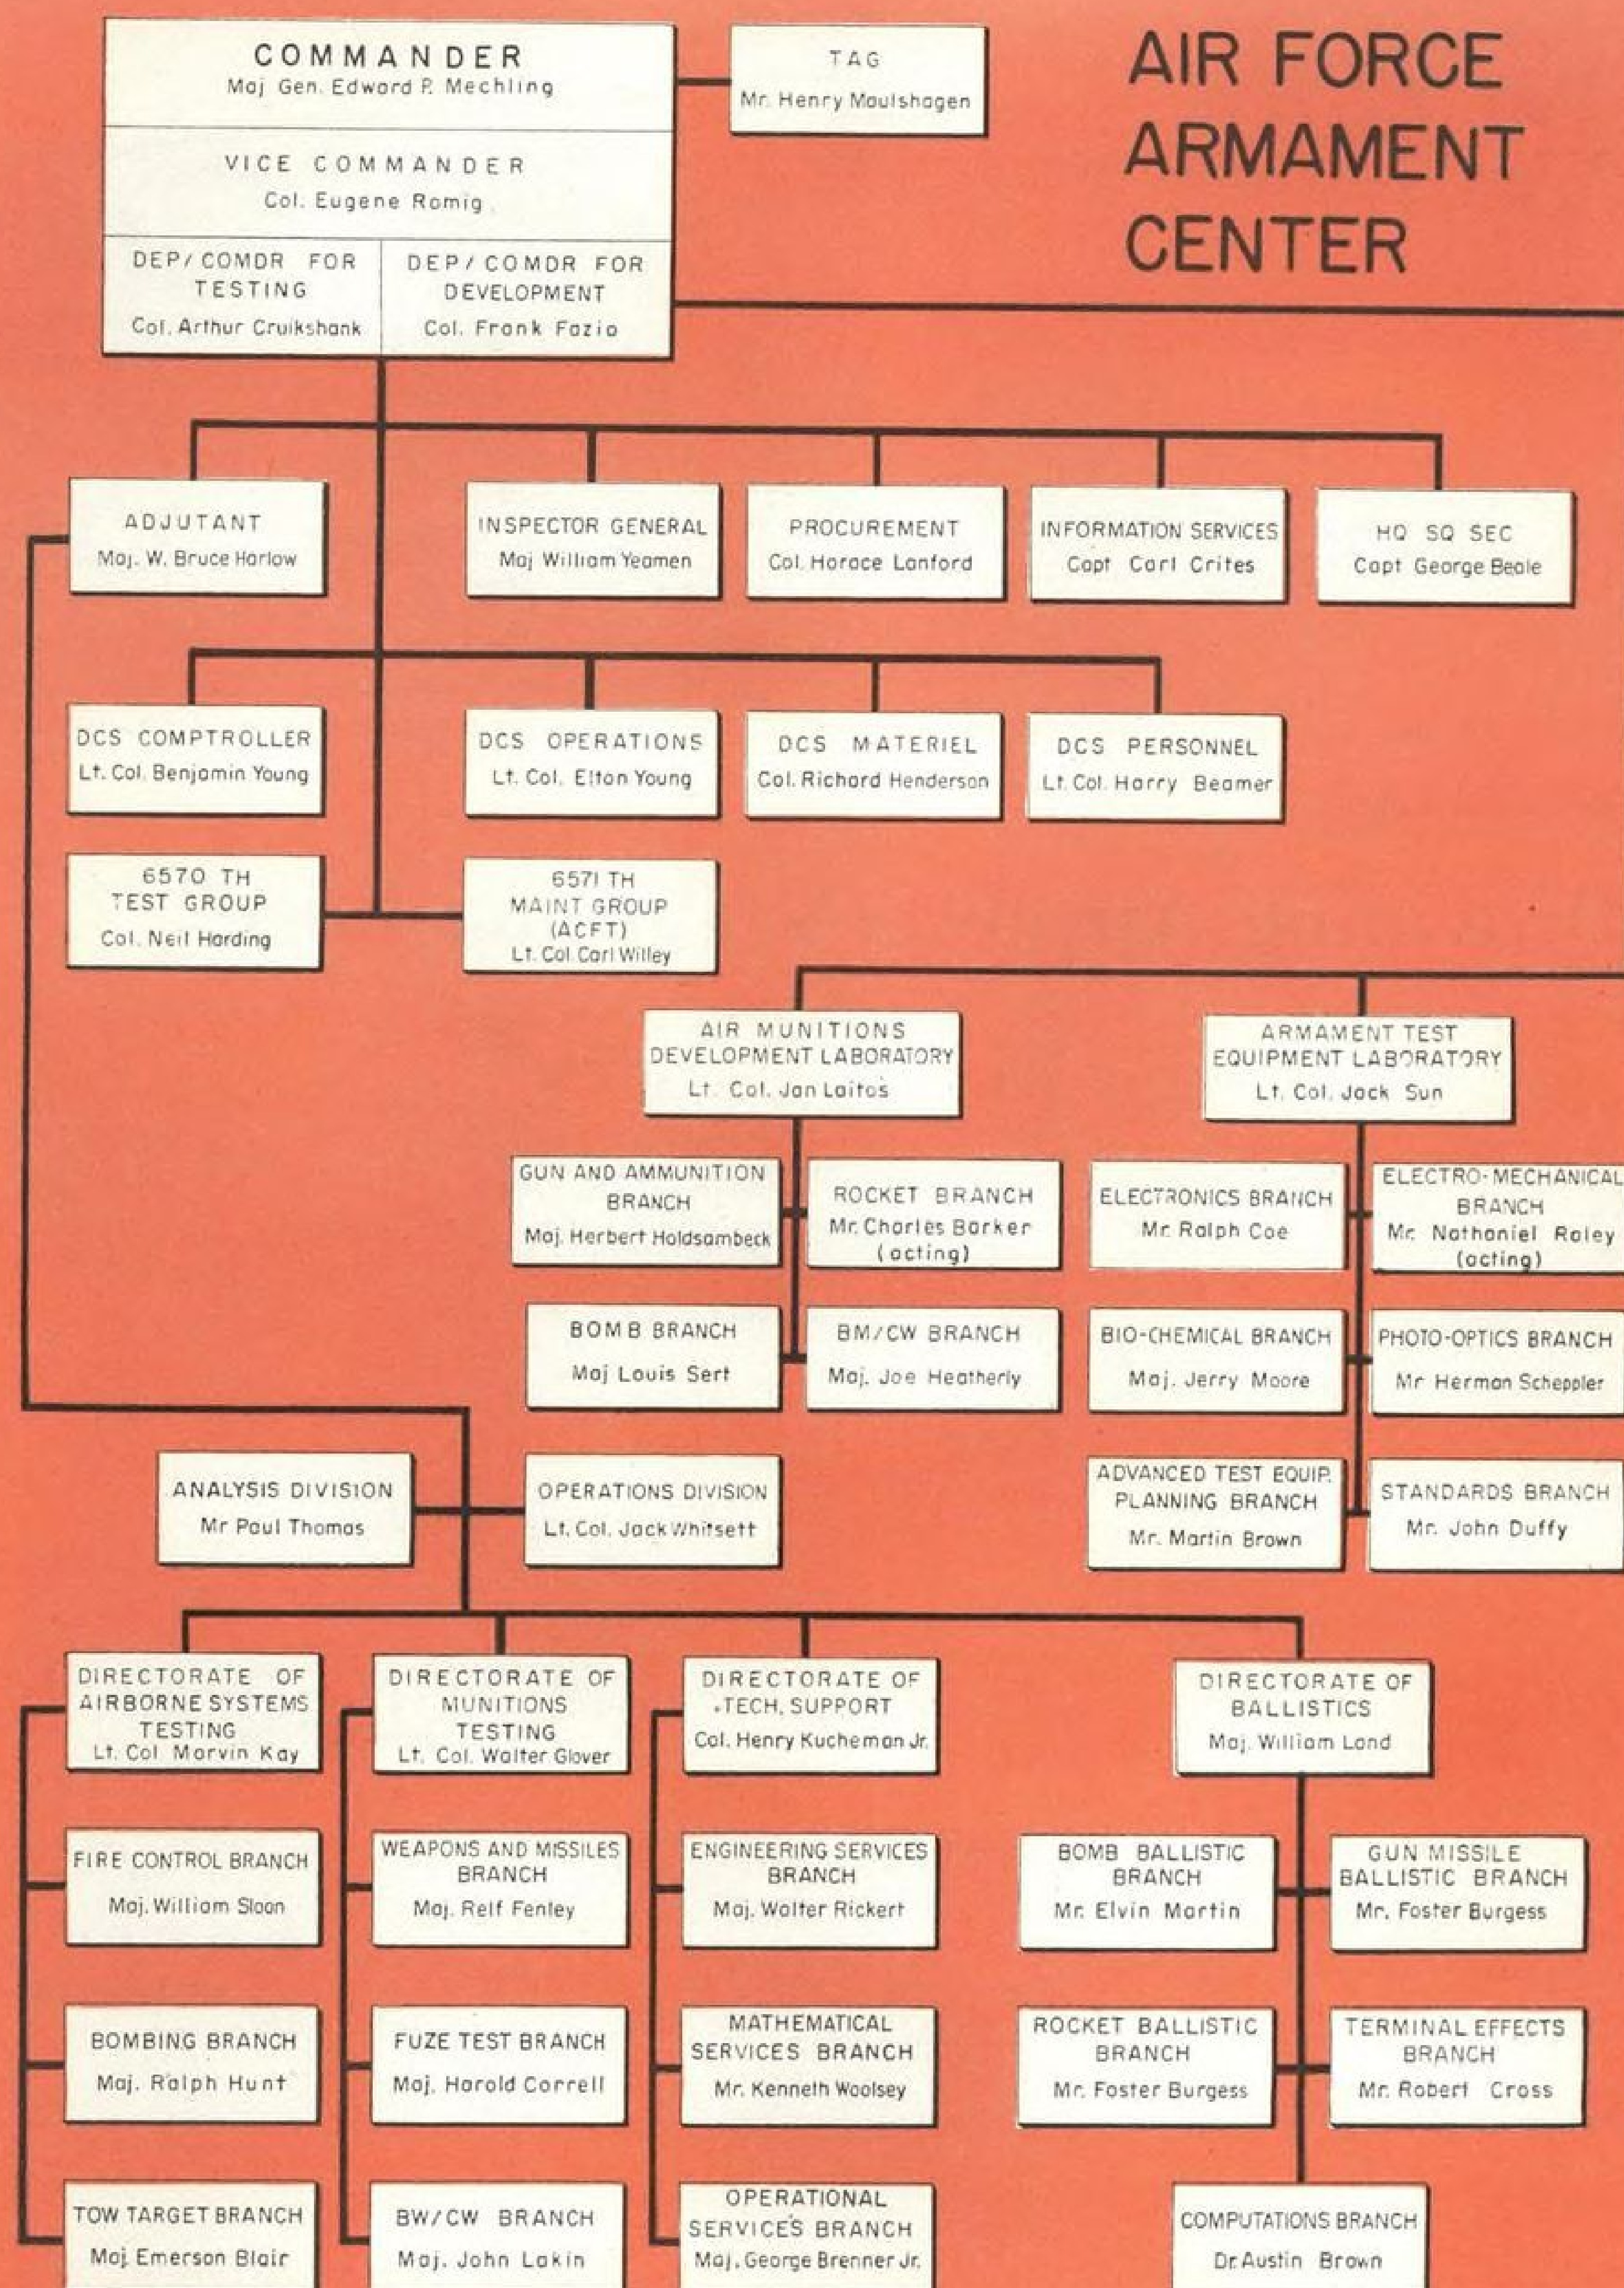 AIR FORCE
ARMAMENT
CENTER
COMMANDER
Maj Gen. Edward P. Mechling
VICE COMMANDER
Col. Eugene Romig
DEP/COMDR FOR
TESTING
Col. Arthur Cruikshank
DEP/COMDR FOR
DEVELOPMENT
Col. Frank Fazio
TAG
Mr. Henry Maulshagen
ADJUTANT
Maj. W. Bruce Harlow
INSPECTOR GENERAL
Maj William Yeamen
PROCUREMENT
Col. Horace Lanford
INFORMATION SERVICES
Capt Carl Crites
HQ SQ SEC
Capt George Beale
DCS COMPTROLLER
Lt. Col. Benjamin Young
DCS OPERATIONS
Lt. Col. Elton Young
DCS MATERIEL
Col. Richard Henderson
DCS PERSONNEL
Lt. Col. Harry Beamer
6570 TH
TEST GROUP
Col. Neil Harding
6571 TH
MAINT GROUP
(ACFT)
Lt. Col. Carl Willey
AIR MUNITIONS
DEVELOPMENT LABORATORY
Lt. Col. Jan Laitos
ARMAMENT TEST
EQUIPMENT LABORATORY
Lt. Col. Jack Sun
GUN AND AMMUNITION
BRANCH
Maj. Herbert Holdsambeck
ROCKET BRANCH
Mr. Charles Barker
(acting)
ELECTRONICS BRANCH
Mr. Ralph Coe
ELECTRO-MECHANICAL
BRANCH
Mr. Nathaniel Raley
(acting)
BOMB BRANCH
Maj Louis Sert
BM/CW BRANCH
Maj. Joe Heatherly
BIO-CHEMICAL BRANCH
Maj. Jerry Moore
PHOTO-OPTICS BRANCH
Mr Herman Scheppler
ANALYSIS DIVISION
Mr Paul Thomas
OPERATIONS DIVISION
Lt. Col. Jack Whitsett
ADVANCED TEST EQUIP.
PLANNING BRANCH
Mr. Martin Brown
STANDARDS BRANCH
Mr. John Duffy
DIRECTORATE OF
AIRBORNE SYSTEMS
TESTING
Lt. Col Marvin Kay
DIRECTORATE OF
MUNITIONS
TESTING
Lt. Col. Walter Glover
DIRECTORATE OF
TECH. SUPPORT
Col. Henry Kucheman Jr.
DIRECTORATE OF
BALLISTICS
Maj. William Land
FIRE CONTROL BRANCH
Maj. William Sloan
WEAPONS AND MISSILES
BRANCH
Maj. Relf Fenley
ENGINEERING SERVICES
BRANCH
Maj. Walter Rickert
BOMB BALLISTIC
BRANCH
Mr. Elvin Martin
GUN MISSILE
BALLISTIC BRANCH
Mr. Foster Burgess
BOMBING BRANCH
Maj. Ralph Hunt
FUZE TEST BRANCH
Maj. Harold Correll
MATHEMATICAL
SERVICES BRANCH
Mr. Kenneth Woolsey
ROCKET BALLISTIC
BRANCH
Mr. Foster Burgess
TERMINAL EFFECTS
BRANCH
Mr. Robert Cross
TOW TARGET BRANCH
Maj. Emerson Blair
BW/CW BRANCH
Maj. John Lakin
OPERATIONAL
SERVICES BRANCH
Maj. George Brenner Jr.
COMPUTATIONS BRANCH
Dr. Austin Brown